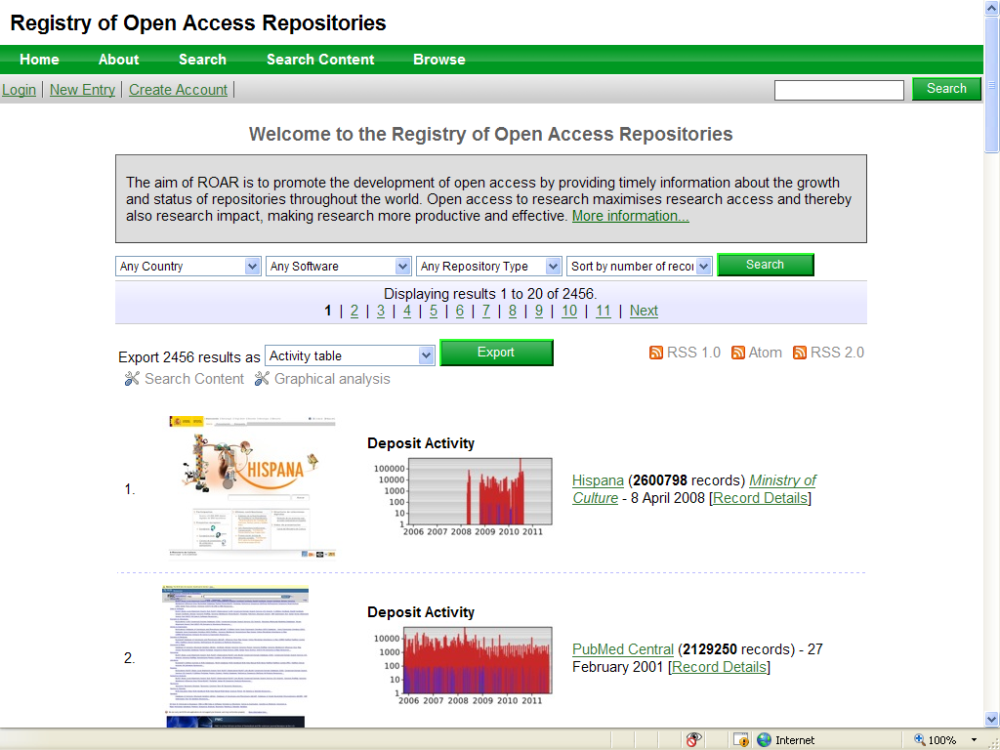 Registry of Open Access Repositories
Home About Search Search Content Browse
Login | New Entry | Create Account |
Search
Welcome to the Registry of Open Access Repositories
The aim of ROAR is to promote the development of open access by providing timely information about the growth
and status of repositories throughout the world. Open access to research maximises research access and thereby
also research impact, making research more productive and effective. More information...
Any Country Any Software Any Repository Type Sort by number of recor Search
Displaying results 1 to 20 of 2456.
1 | 2 | 3 | 4 | 5 | 6 | 7 | 8 | 9 | 10 | 11 | Next
Export 2456 results as Activity table Export
RSS 1.0 Atom RSS 2.0
Search Content Graphical analysis
1.
HISPANA
Deposit Activity
100000
10000
1000
100
10
1
2006 2007 2008 2009 2010 2011
Hispana (2600798 records) Ministry of
Culture - 8 April 2008 [Record Details]
2.
Deposit Activity
10000
1000
100
10
1
2006 2007 2008 2009 2010 2011
PubMed Central (2129250 records) - 27
February 2001 [Record Details]
Internet
100%